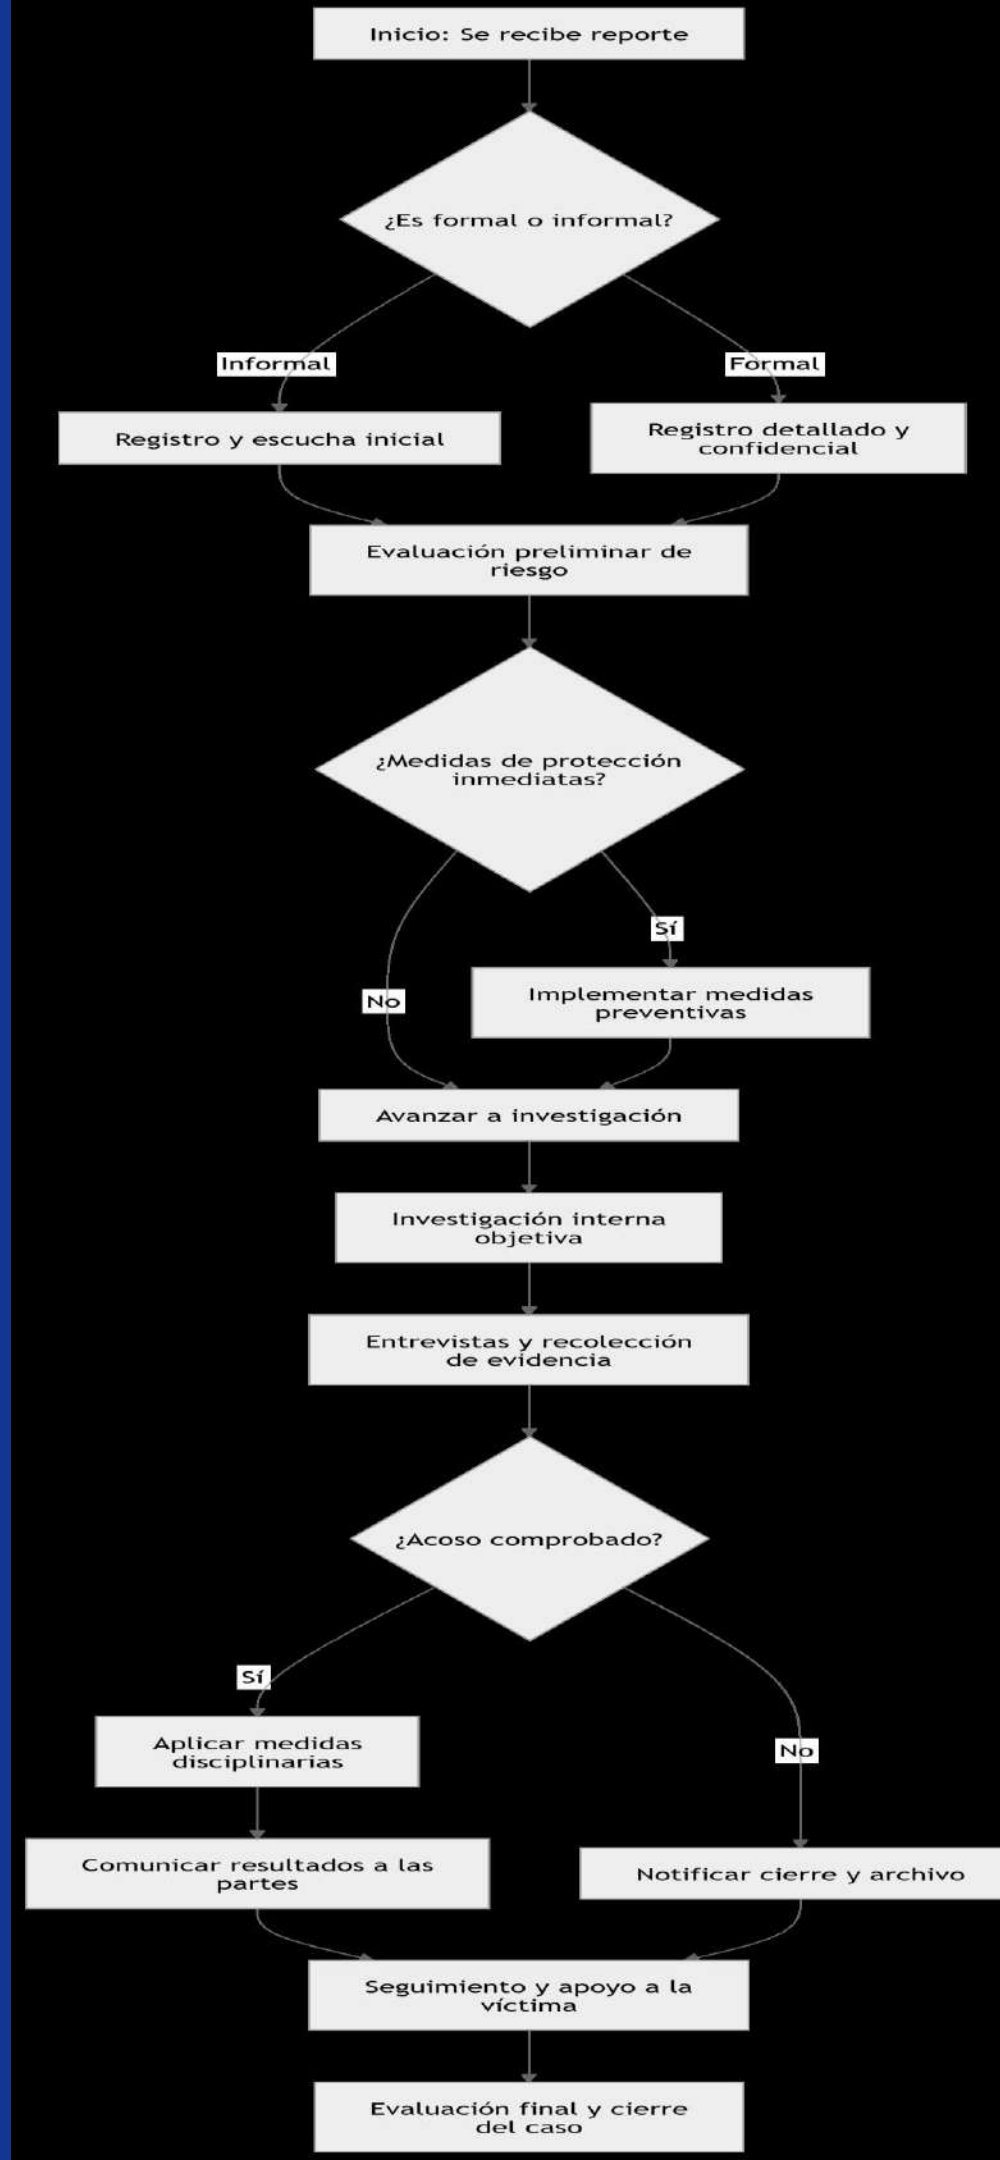 Inicio: Se recibe reporte
¿Es formal o informal?
Informal
Formal
Registro y escucha inicial
Registro detallado y
confidencial
Evaluación preliminar de
riesgo
¿Medidas de protección
inmediatas?
Sí
No
Implementar medidas
preventivas
Avanzar a investigación
Investigación interna
objetiva
Entrevistas y recolección
de evidencia
¿Acoso comprobado?
Sí
Aplicar medidas
disciplinarias
No
Comunicar resultados a las
partes
Notificar cierre y archivo
Seguimiento y apoyo a la
víctima
Evaluación final y cierre
del caso